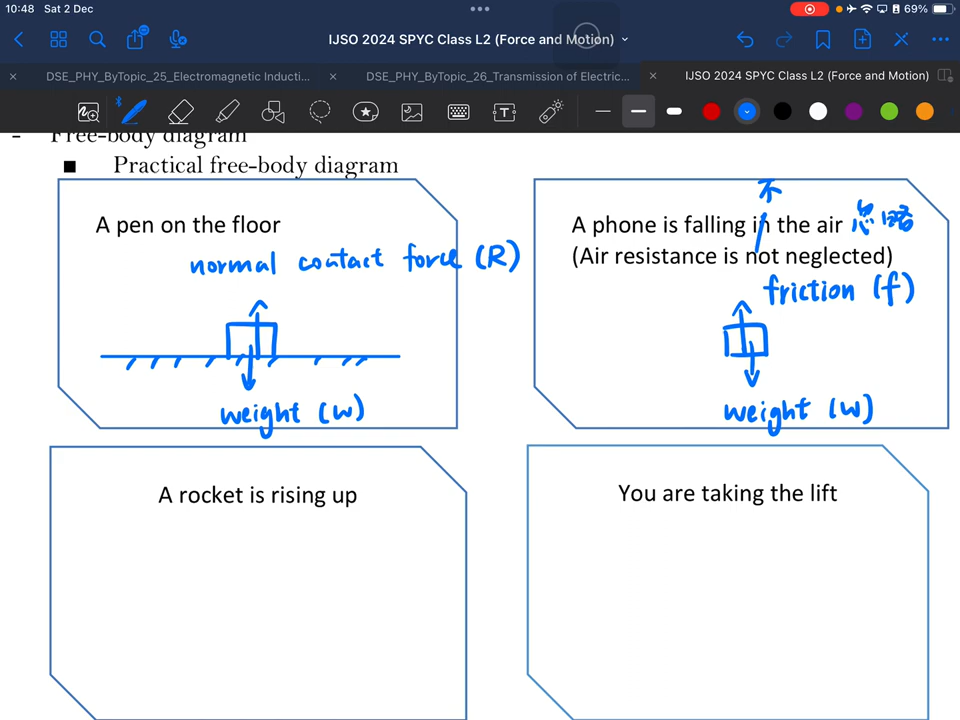 10:48 Sat 2 Dec
69%
IJSO 2024 SPYC Class L2 (Force and Motion)
DSE_PHY_ByTopic_25_Electromagnetic Inducti...
DSE_PHY_ByTopic_26_Transmission of Electric...
IJSO 2024 SPYC Class L2 (Force and Motion)
- Free-body diagram
■ Practical free-body diagram
A pen on the floor
normal contact force (R)
weight (W)
不
A phone is falling in the air 忽略
(Air resistance is not neglected)
friction (f)
weight (W)
A rocket is rising up
You are taking the lift